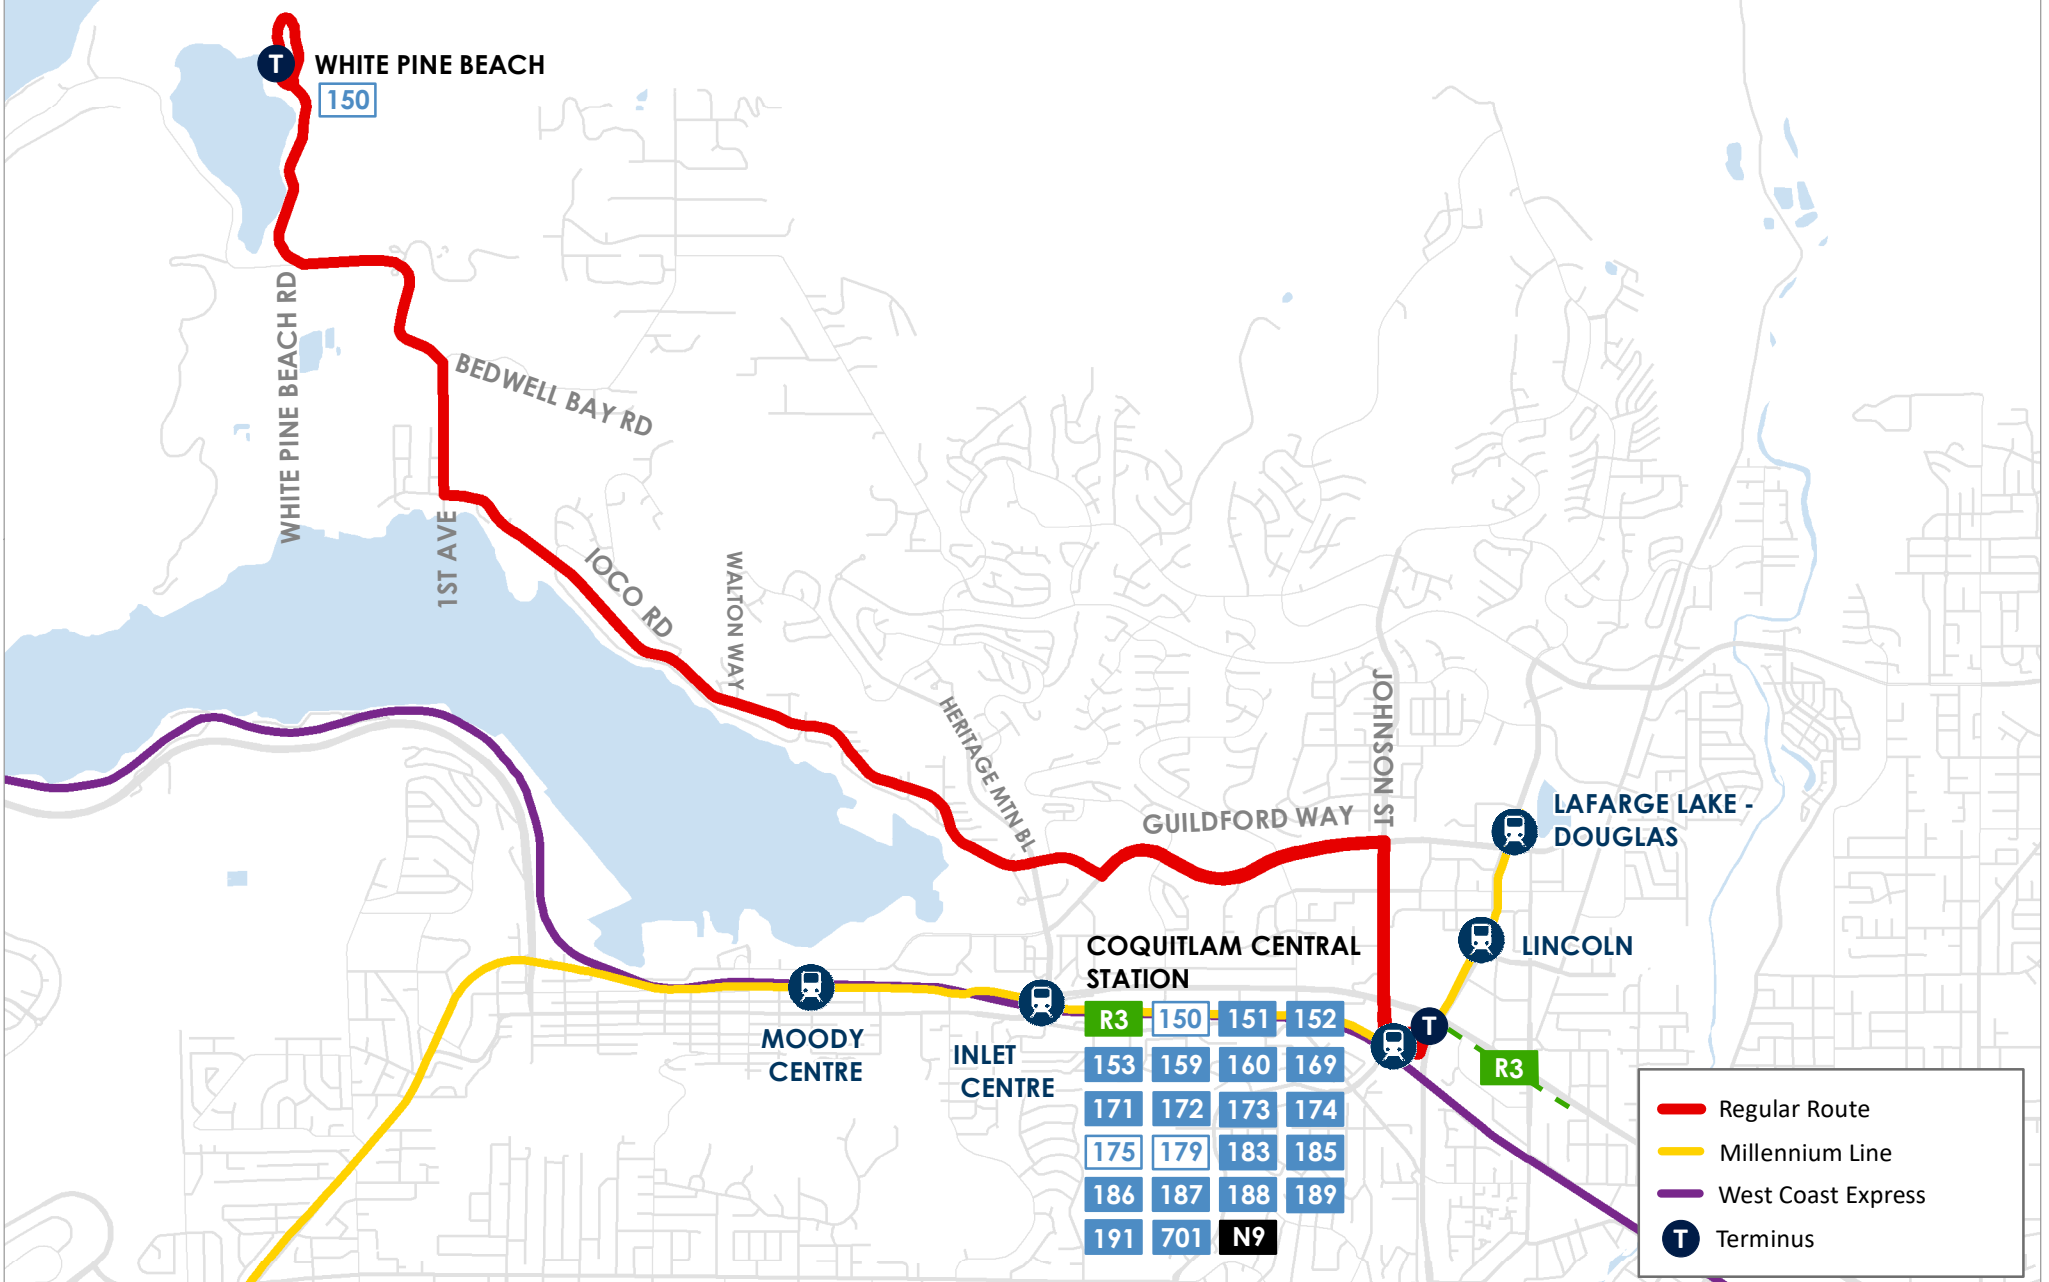 T
WHITE PINE BEACH
150
WHITE PINE BEACH RD
BEDWELL BAY RD
1ST AVE
IOCO RD
WALTON WAY
HERITAGE MTN BL
GUILDFORD WAY
JOHNSON ST
LAFARGE LAKE -
DOUGLAS
LINCOLN
COQUITLAM CENTRAL
STATION
R3 150 151 152
153 159 160 169
171 172 173 174
175 179 183 185
186 187 188 189
191 701 N9
MOODY
CENTRE
INLET
CENTRE
T
R3
Regular Route
Millennium Line
West Coast Express
T Terminus